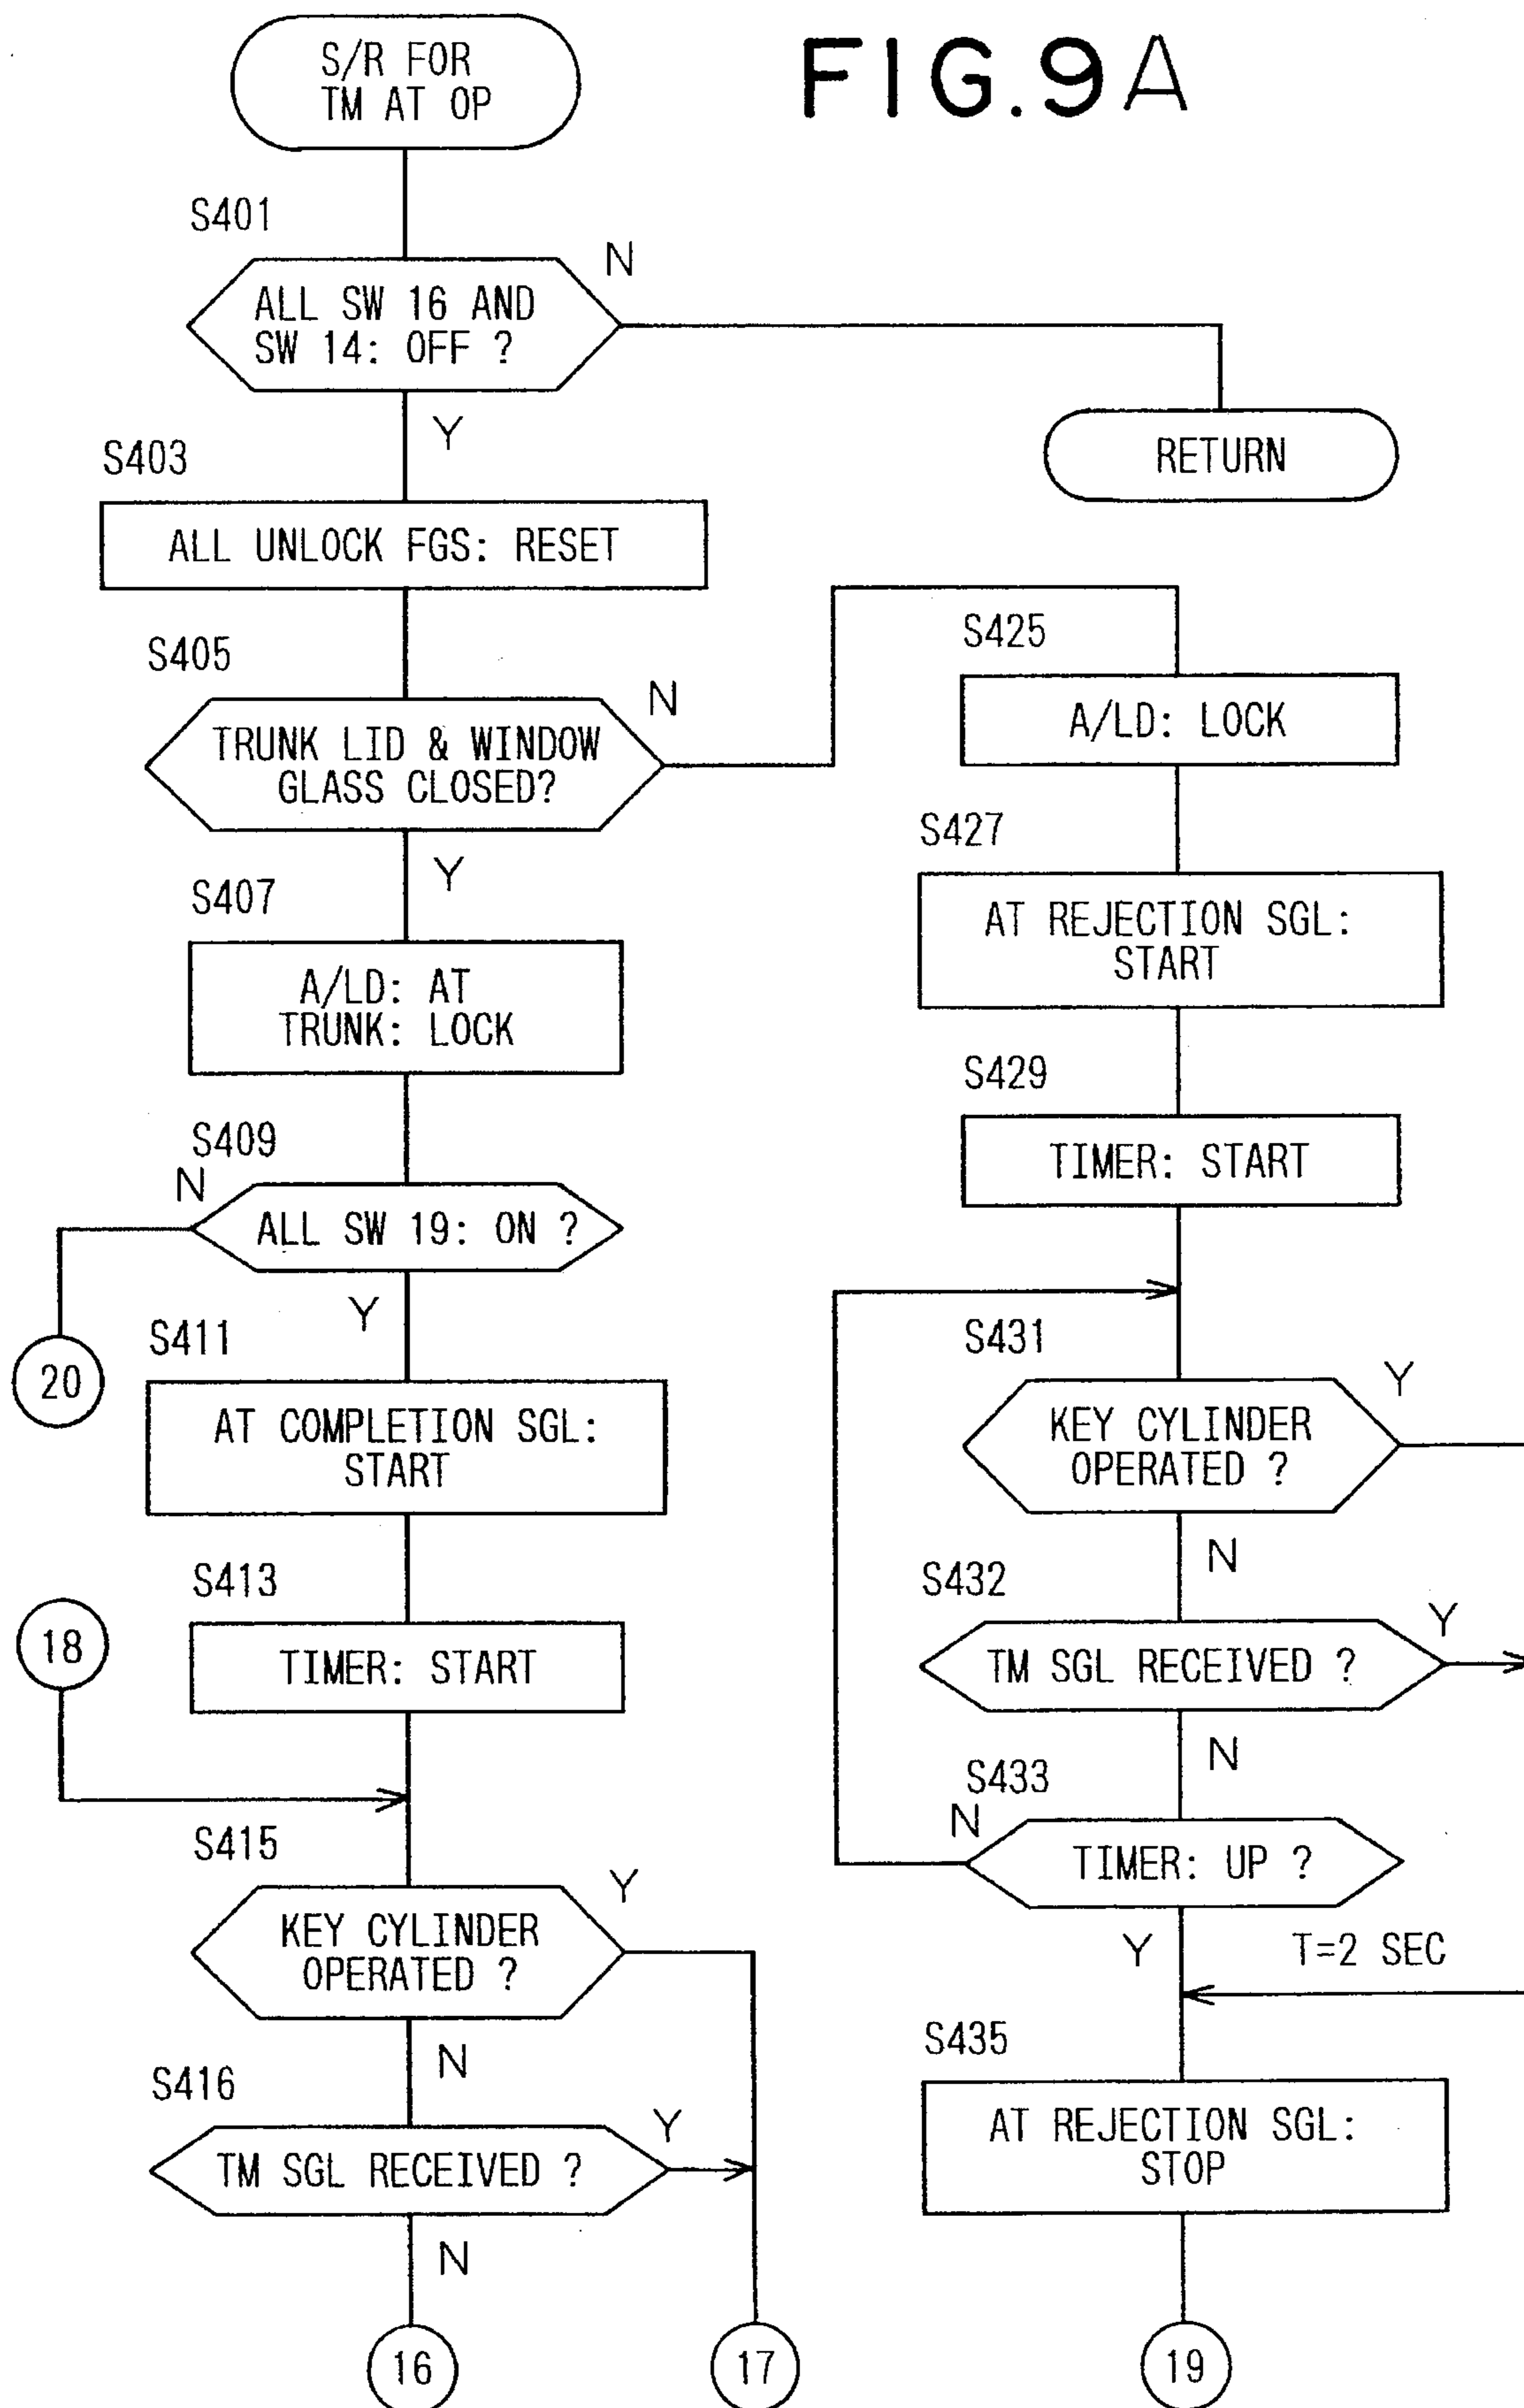 FIG.9A
S/R FOR
TM AT OP
S401
N
ALL SW 16 AND
SW 14: OFF ?
Y
RETURN
S403
ALL UNLOCK FGS: RESET
S405
N
TRUNK LID & WINDOW
GLASS CLOSED?
Y
S407
A/LD: AT
TRUNK: LOCK
S409
N
ALL SW 19: ON ?
Y
20
S411
AT COMPLETION SGL:
START
S413
18
TIMER: START
S415
Y
KEY CYLINDER
OPERATED ?
N
S416
Y
TM SGL RECEIVED ?
N
16
17
S425
A/LD: LOCK
S427
AT REJECTION SGL:
START
S429
TIMER: START
S431
Y
KEY CYLINDER
OPERATED ?
N
S432
Y
TM SGL RECEIVED ?
N
S433
N
TIMER: UP ?
Y
T=2 SEC
S435
AT REJECTION SGL:
STOP
19